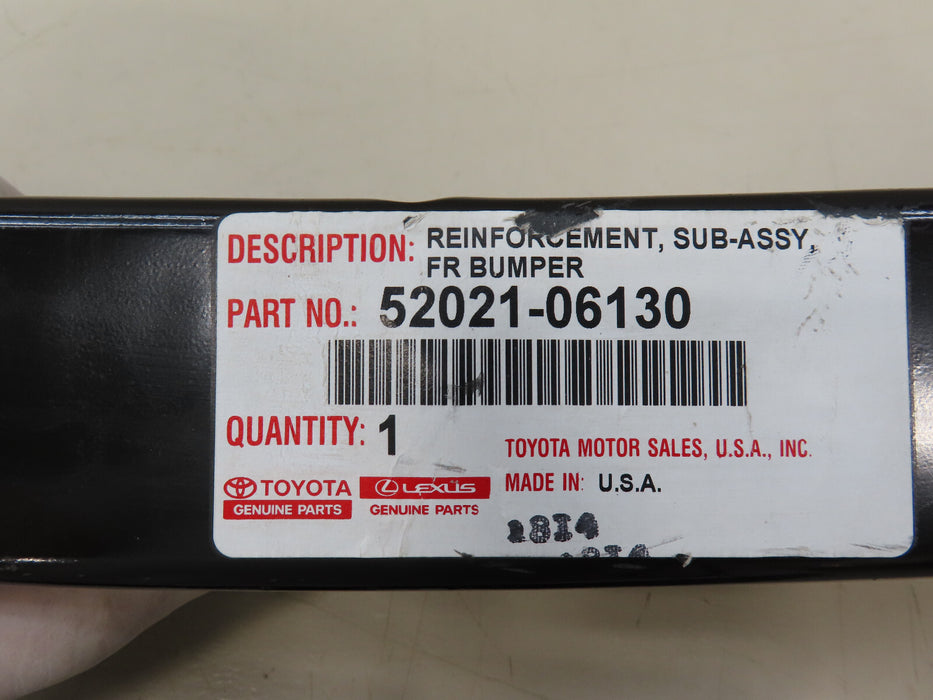 DESCRIPTION: REINFORCEMENT, SUB-ASSY,
FR BUMPER
PART NO.: 52021-06130
QUANTITY: 1
TOYOTA MOTOR SALES, U.S.A., INC.
TOYOTA LEXUS MADE IN: U.S.A.
GENUINE PARTS GENUINE PARTS